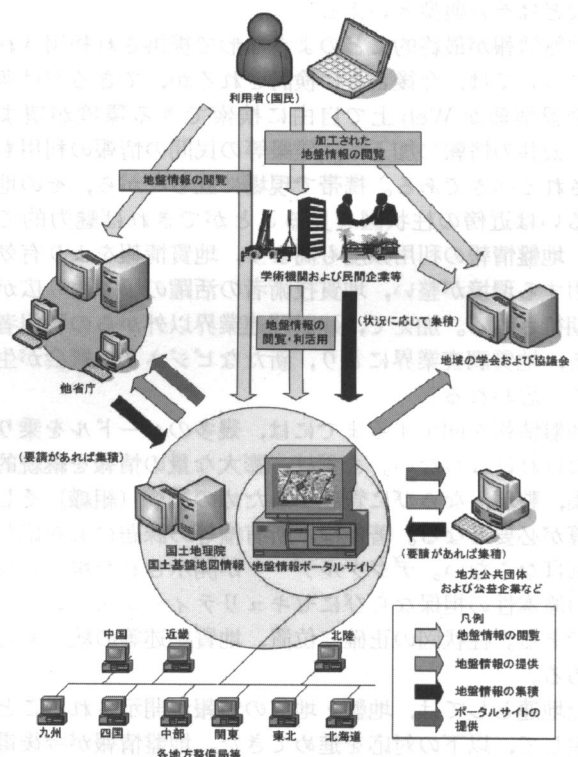 利用者(国民)
加工された
地盤情報の閲覧
地盤情報の閲覧
学術機関および民間企業等
地盤情報の
閲覧・利活用
(状況に応じて集積)
地域の学会および協議会
他省庁
(要請があれば集積)
国土地理院
国土基盤地図情報
地盤情報ポータルサイト
(要請があれば集積)
地方公共団体
および公益企業など
中国
近畿
北陸
九州
四国
中部
関東
東北
北海道
各地方整備局等
凡例
地盤情報の閲覧
地盤情報の提供
地盤情報の集積
ポータルサイトの
提供